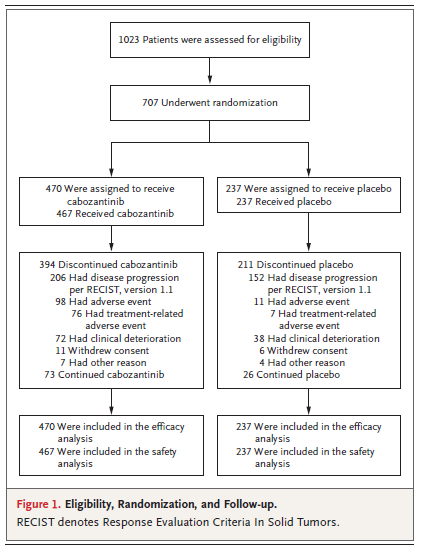 1023 Patients were assessed for eligibility
707 Underwent randomization
470 Were assigned to receive
cabozantinib
467 Received cabozantinib
237 Were assigned to receive placebo
237 Received placebo
394 Discontinued cabozantinib
206 Had disease progression
per RECIST, version 1.1
98 Had adverse event
76 Had treatment-related
adverse event
72 Had clinical deterioration
11 Withdrew consent
7 Had other reason
73 Continued cabozantinib
211 Discontinued placebo
152 Had disease progression
per RECIST, version 1.1
11 Had adverse event
7 Had treatment-related
adverse event
38 Had clinical deterioration
6 Withdrew consent
4 Had other reason
26 Continued placebo
470 Were included in the efficacy
analysis
467 Were included in the safety
analysis
237 Were included in the efficacy
analysis
237 Were included in the safety
analysis
Figure 1. Eligibility, Randomization, and Follow-up.
RECIST denotes Response Evaluation Criteria In Solid Tumors.